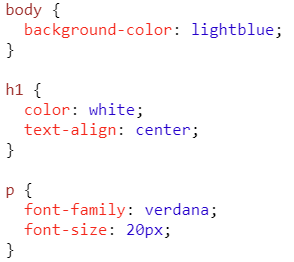 body {
  background-color: lightblue;
}

h1 {
  color: white;
  text-align: center;
}

p {
  font-family: verdana;
  font-size: 20px;
}